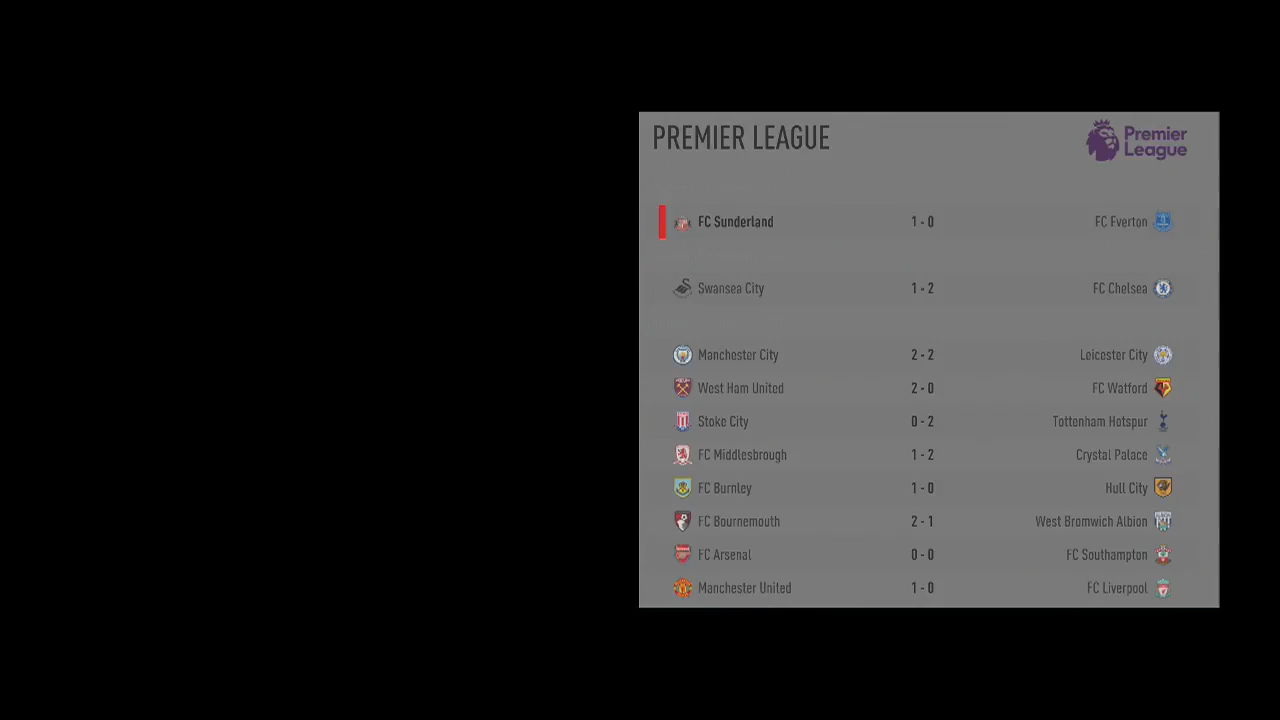 PREMIER LEAGUE
Premier
League
FC Sunderland 1 - 0 FC Fverton
Swansea City 1 - 2 FC Chelsea
Manchester City 2 - 2 Leicester City
West Ham United 2 - 0 FC Watford
Stoke City 0 - 2 Tottenham Hotspur
FC Middlesbrough 1 - 2 Crystal Palace
FC Burnley 1 - 0 Hull City
FC Bournemouth 2 - 1 West Bromwich Albion
FC Arsenal 0 - 0 FC Southampton
Manchester United 1 - 0 FC Liverpool